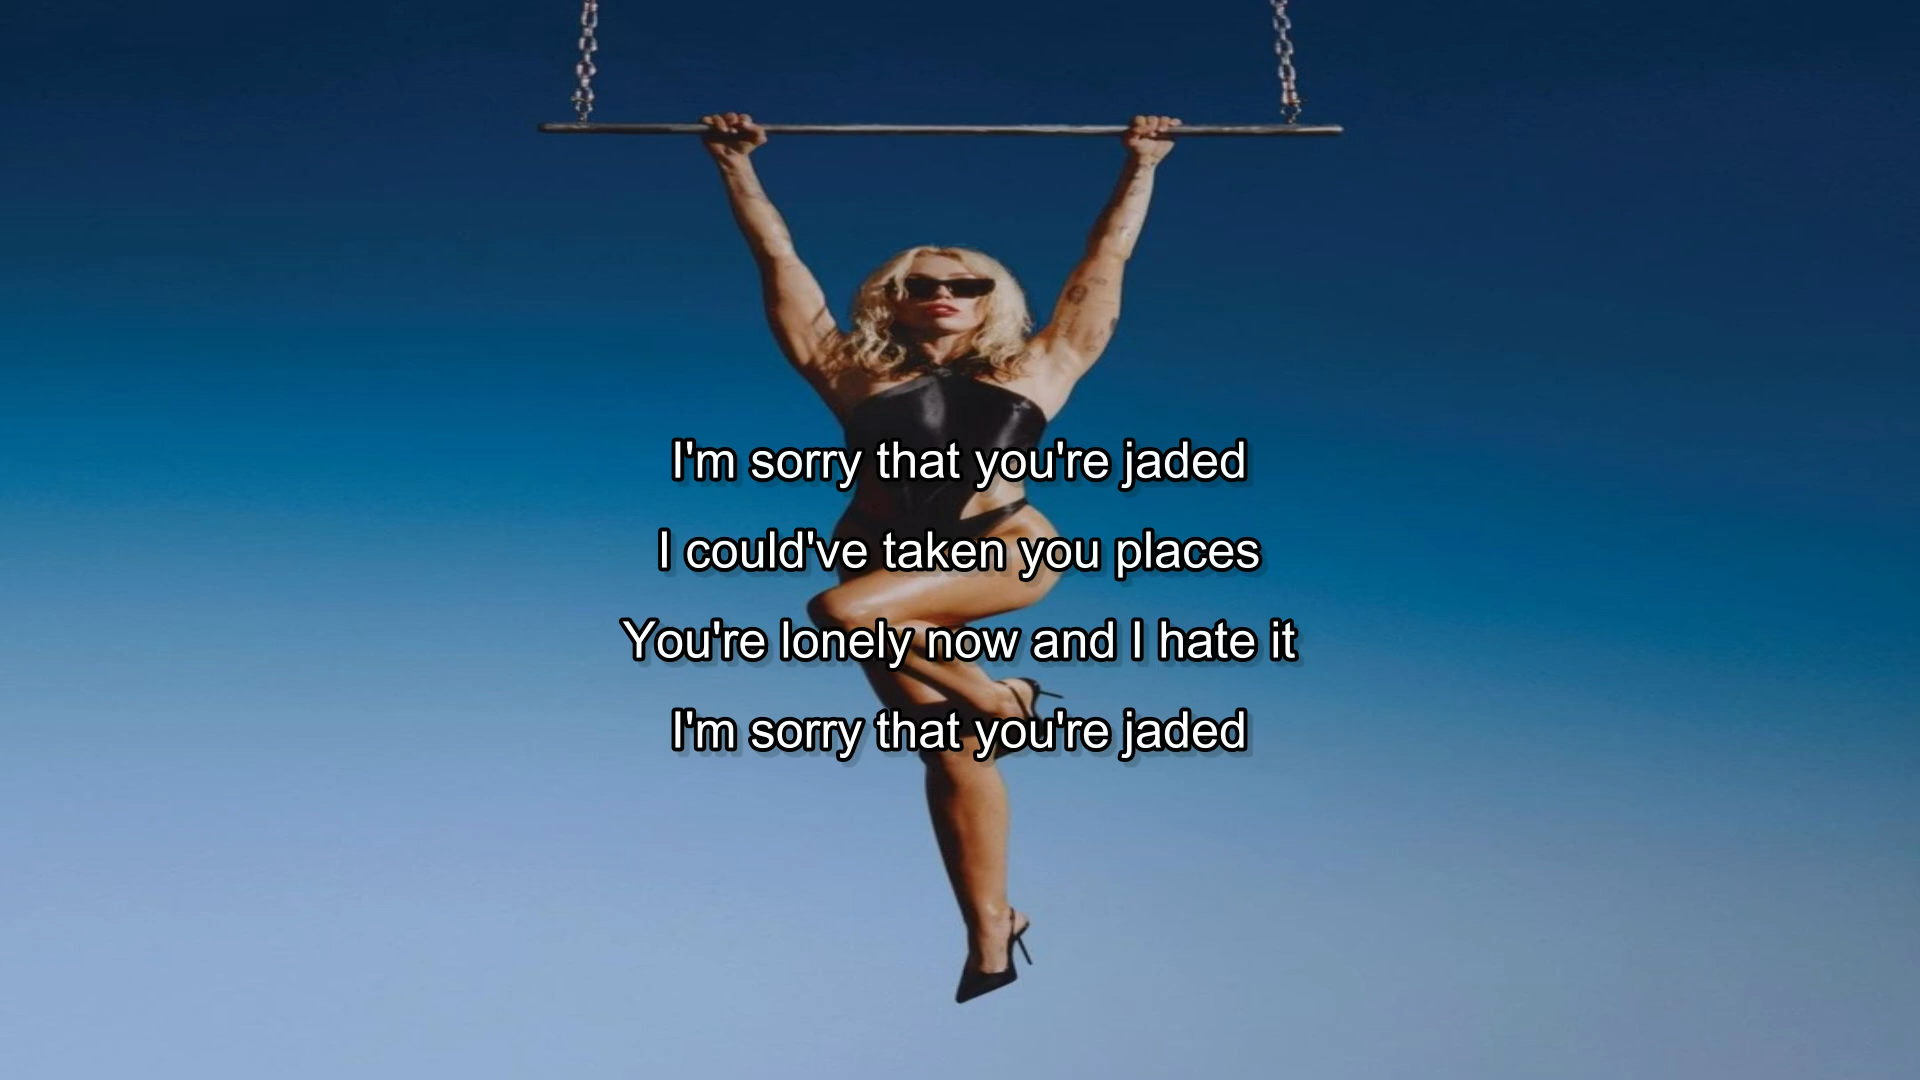 I'm sorry that you're jaded
I could've taken you places
You're lonely now and I hate it
I'm sorry that you're jaded